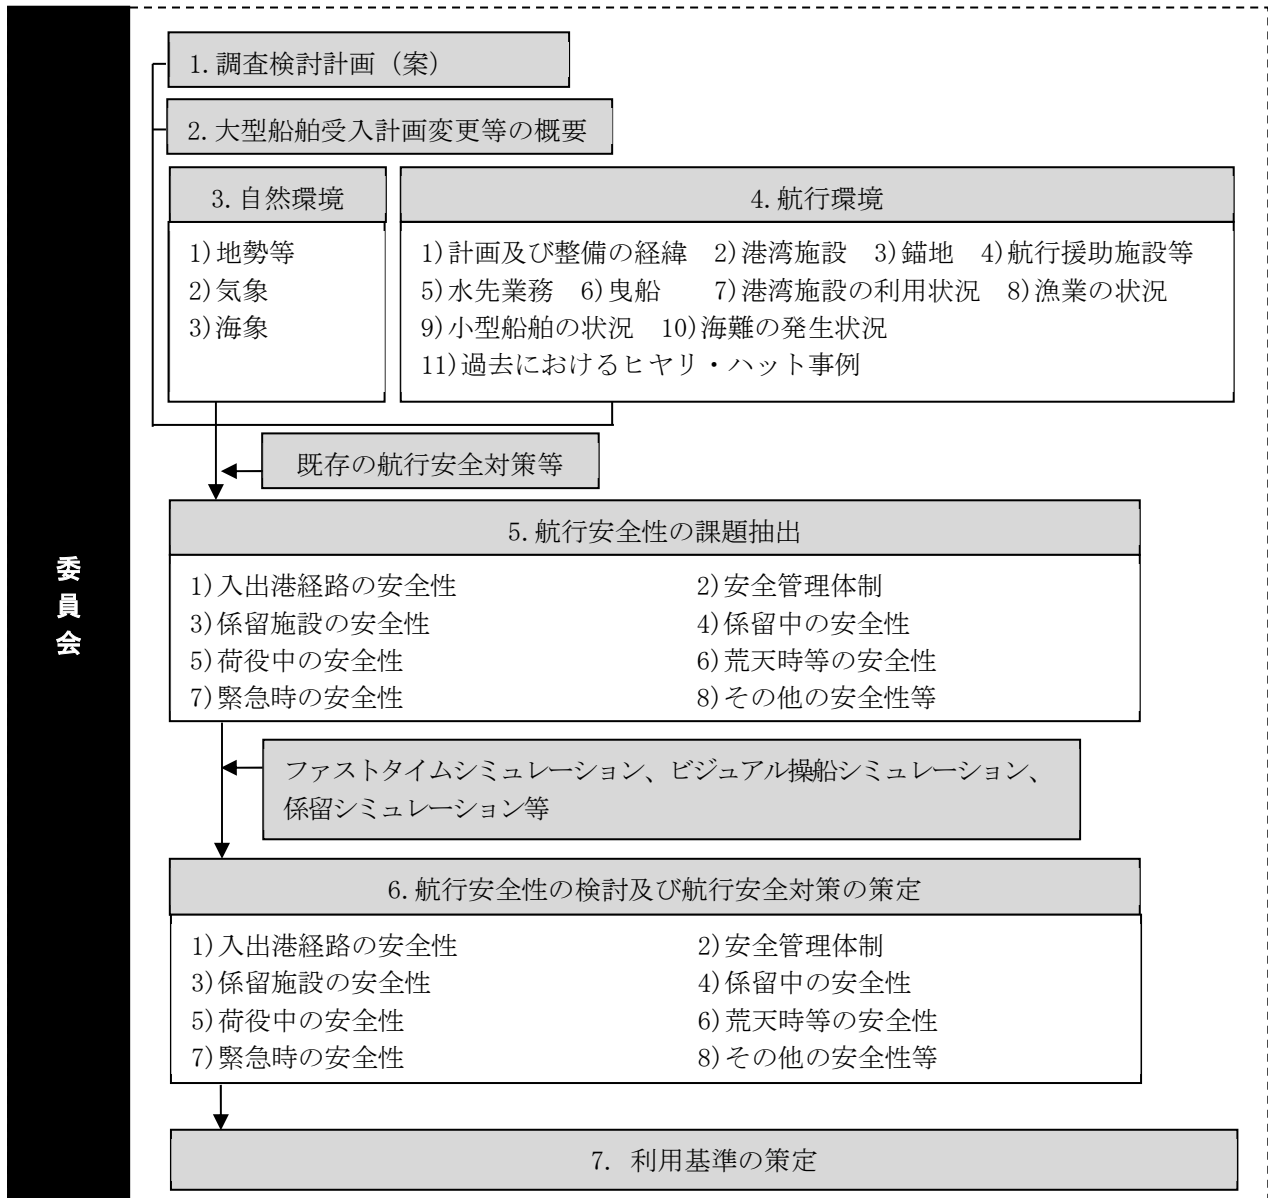 委員会
1.調査検討計画（案）
2.大型船舶受入計画変更等の概要
3.自然環境
1)地勢等
2)気象
3)海象
4.航行環境
1)計画及び整備の経緯 2)港湾施設 3)錨地 4)航行援助施設等
5)水先業務 6)曳船 7)港湾施設の利用状況 8)漁業の状況
9)小型船舶の状況 10)海難の発生状況
11)過去におけるヒヤリ・ハット事例
既存の航行安全対策等
5.航行安全性の課題抽出
1)入出港経路の安全性 2)安全管理体制
3)係留施設の安全性 4)係留中の安全性
5)荷役中の安全性 6)荒天時等の安全性
7)緊急時の安全性 8)その他の安全性等
ファストタイムシミュレーション、ビジュアル操船シミュレーション、
係留シミュレーション等
6.航行安全性の検討及び航行安全対策の策定
1)入出港経路の安全性 2)安全管理体制
3)係留施設の安全性 4)係留中の安全性
5)荷役中の安全性 6)荒天時等の安全性
7)緊急時の安全性 8)その他の安全性等
7. 利用基準の策定